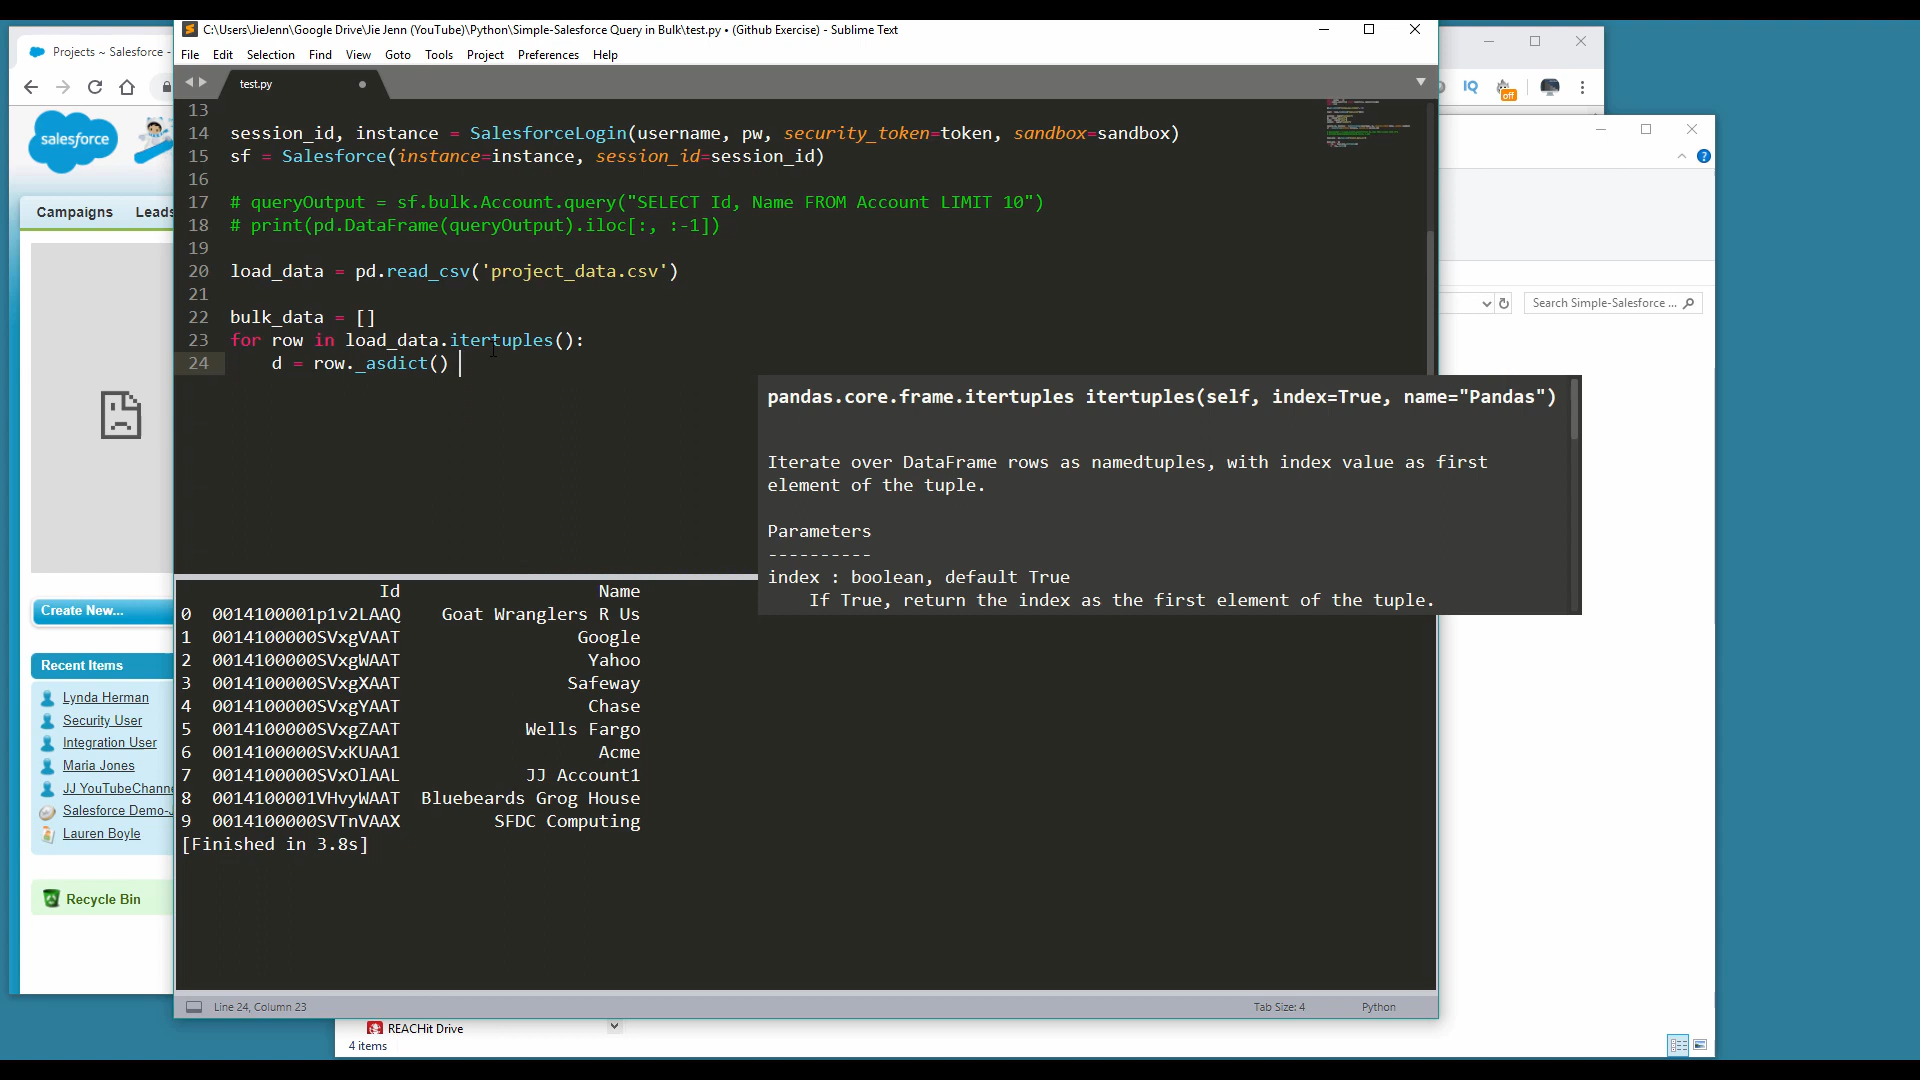 C:\Users\JieJenn\Google Drive\Jie Jenn (YouTube)\Python\Simple-Salesforce Query in Bulk\test.py • (Github Exercise) - Sublime Text
Projects ~ Salesforce -
File Edit Selection Find View Goto Tools Project Preferences Help
test.py
IQ
off
salesforce
Campaigns Leads
Search Simple-Salesforce ...
13
14 session_id, instance = SalesforceLogin(username, pw, security_token=token, sandbox=sandbox)
15 sf = Salesforce(instance=instance, session_id=session_id)
16
17 # queryOutput = sf.bulk.Account.query("SELECT Id, Name FROM Account LIMIT 10")
18 # print(pd.DataFrame(queryOutput).iloc[:, :-1])
19
20 load_data = pd.read_csv('project_data.csv')
21
22 bulk_data = []
23 for row in load_data.itertuples():
24 d = row._asdict()
pandas.core.frame.itertuples itertuples(self, index=True, name="Pandas")
Iterate over DataFrame rows as namedtuples, with index value as first
element of the tuple.
Parameters
----------
index : boolean, default True
If True, return the index as the first element of the tuple.
Id Name
0 0014100001p1v2LAAQ Goat Wranglers R Us
1 0014100000SVxgVAAT Google
2 0014100000SVxgWAAT Yahoo
3 0014100000SVxgXAAT Safeway
4 0014100000SVxgYAAT Chase
5 0014100000SVxgZAAT Wells Fargo
6 0014100000SVxKUAA1 Acme
7 0014100000SVxOlAAL JJ Account1
8 0014100001VHvyWAAT Bluebeards Grog House
9 0014100000SVTnVAAX SFDC Computing
[Finished in 3.8s]
Create New...
Recent Items
Lynda Herman
Security User
Integration User
Maria Jones
JJ YouTubeChanne
Salesforce Demo-J
Lauren Boyle
Recycle Bin
Line 24, Column 23 Tab Size: 4 Python
REACHit Drive
4 items